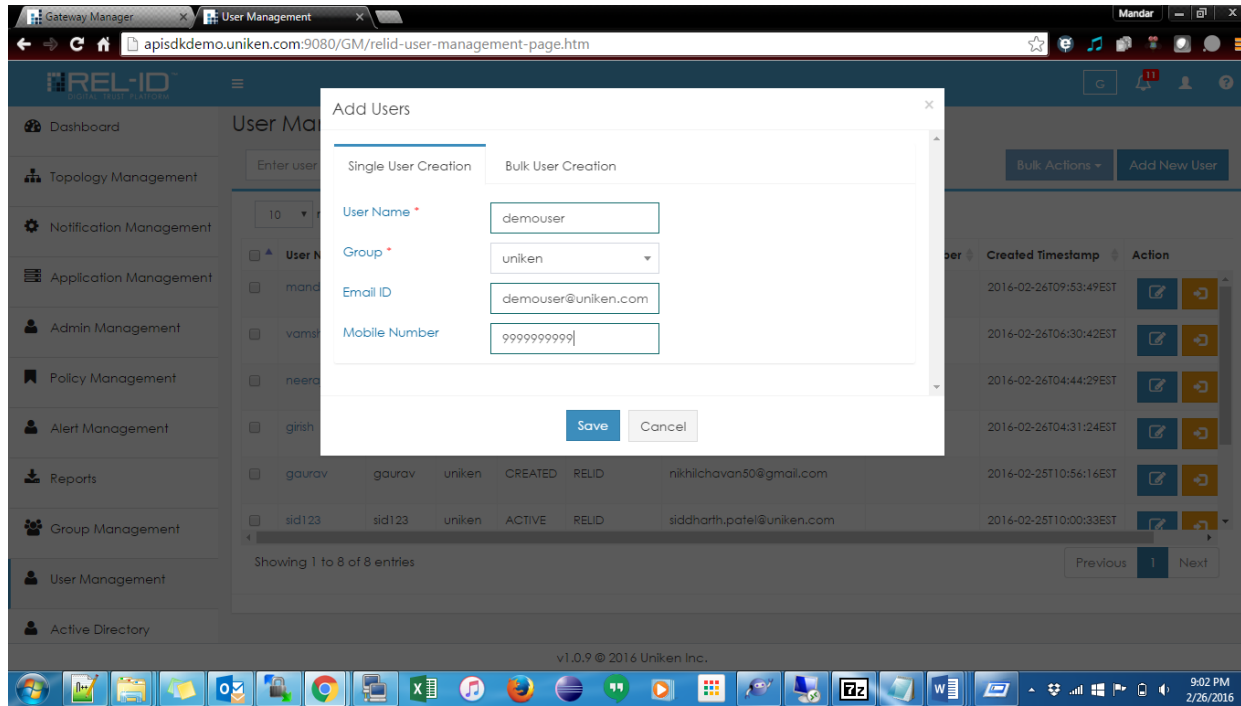 Gateway Manager
User Management
Mandar
apisdkdemo.uniken.com:9080/GM/relid-user-management-page.htm
REL-ID
DIGITAL TRUST PLATFORM
G
11
Dashboard
Topology Management
Notification Management
Application Management
Admin Management
Policy Management
Alert Management
Reports
Group Management
User Management
Active Directory
User Mar
Enter user
Bulk Actions
Add New User
10
User N
ber
Created Timestamp
Action
mand
2016-02-26T09:53:49EST
vamsh
2016-02-26T06:30:42EST
neera
2016-02-26T04:44:29EST
girish
2016-02-26T04:31:24EST
gaurav gaurav uniken CREATED RELID nikhilchavan50@gmail.com 2016-02-25T10:56:16EST
sid123 sid123 uniken ACTIVE RELID siddharth.patel@uniken.com 2016-02-25T10:00:33EST
Showing 1 to 8 of 8 entries
Previous 1 Next
Add Users
Single User Creation
Bulk User Creation
User Name *
demouser
Group *
uniken
Email ID
demouser@uniken.com
Mobile Number
9999999999
Save
Cancel
v1.0.9 © 2016 Uniken Inc.
9:02 PM
2/26/2016